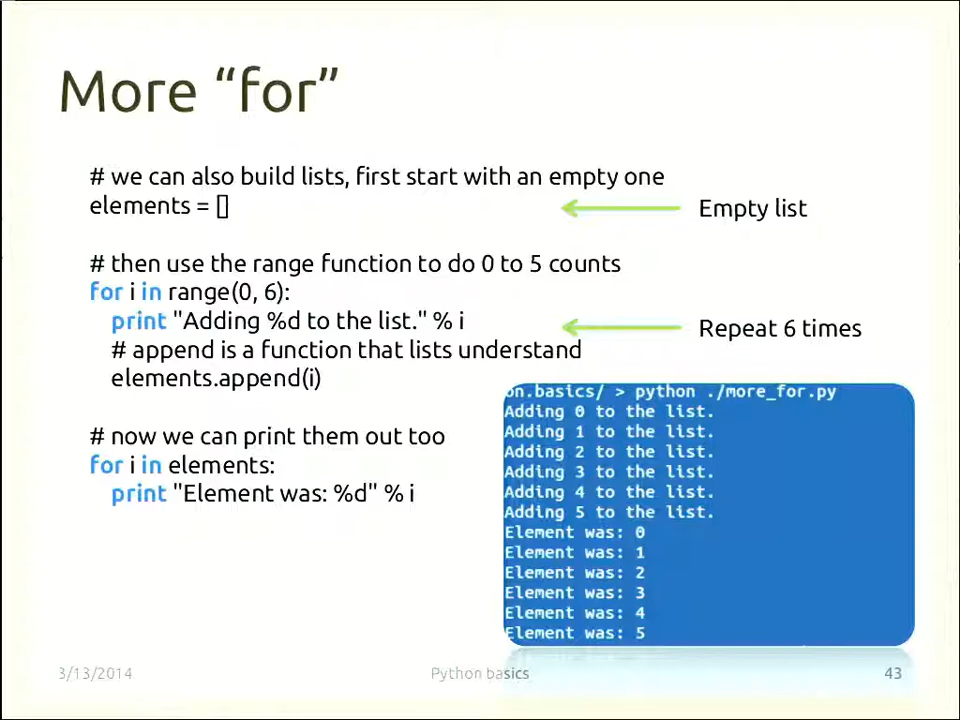 More “for”
# we can also build lists, first start with an empty one
elements = []
Empty list
# then use the range function to do 0 to 5 counts
for i in range(0, 6):
print "Adding %d to the list." % i
Repeat 6 times
# append is a function that lists understand
elements.append(i)
# now we can print them out too
for i in elements:
print "Element was: %d" % i
on.basics/ > python ./more_for.py
Adding 0 to the list.
Adding 1 to the list.
Adding 2 to the list.
Adding 3 to the list.
Adding 4 to the list.
Adding 5 to the list.
Element was: 0
Element was: 1
Element was: 2
Element was: 3
Element was: 4
Element was: 5
3/13/2014
Python basics
43